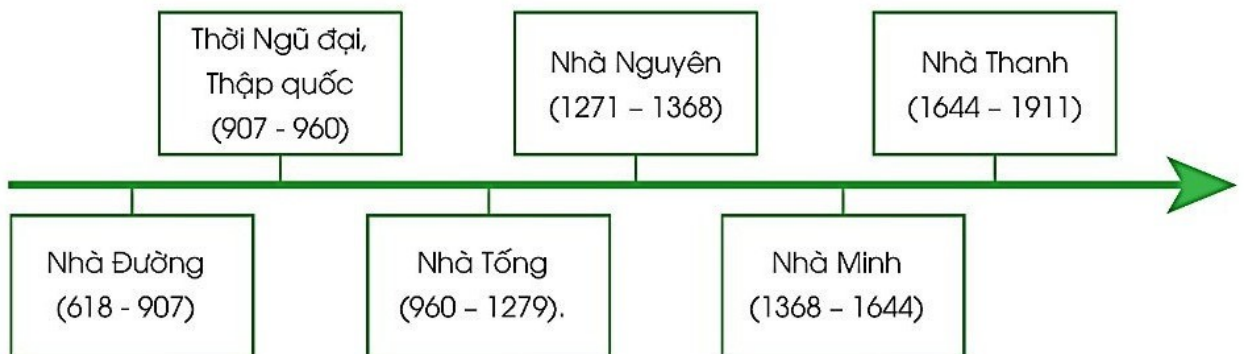 Thời Ngũ đại,
Thập quốc
(907 - 960)
Nhà Nguyên
(1271 – 1368)
Nhà Thanh
(1644 – 1911)
Nhà Đường
(618 - 907)
Nhà Tống
(960 – 1279).
Nhà Minh
(1368 – 1644)